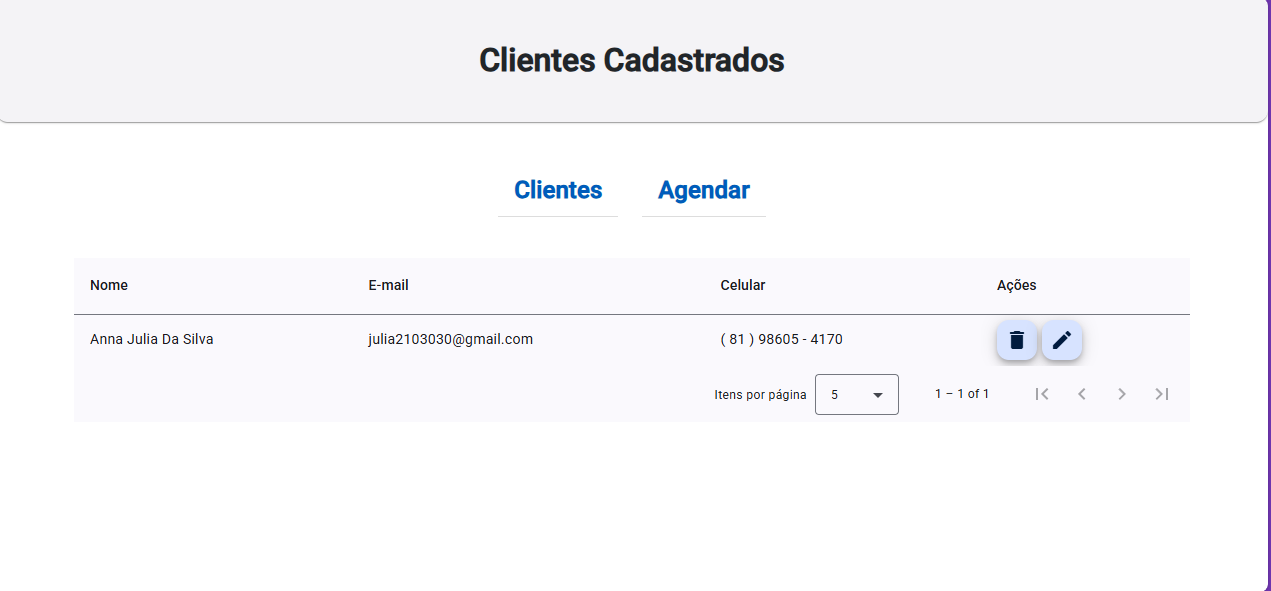 Clientes Cadastrados
Clientes Agendar
Nome E-mail Celular Ações
Anna Julia Da Silva julia2103030@gmail.com ( 81 ) 98605 - 4170
Itens por página 5 1 – 1 of 1